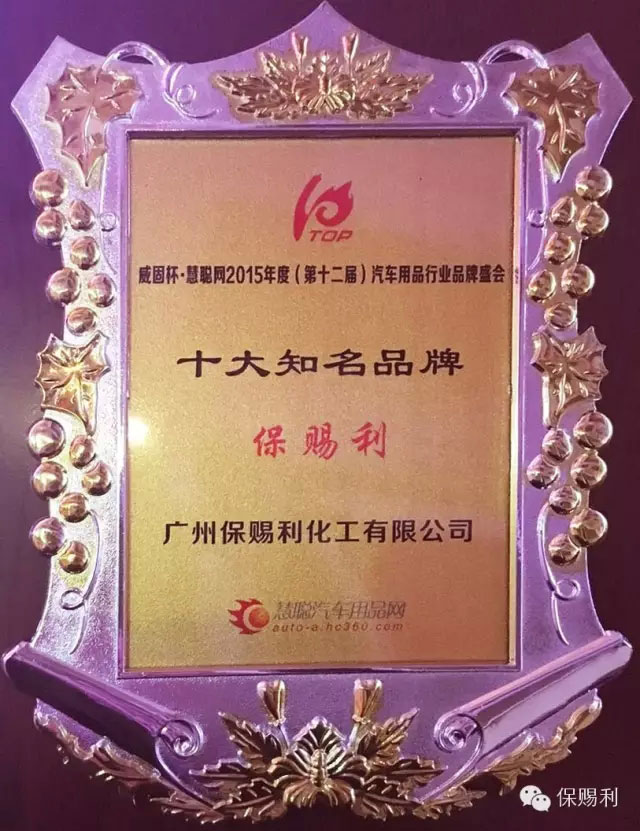 10
TOP
威固杯·慧聪网2015年度（第十二届）汽车用品行业品牌盛会
十大知名品牌
保赐利
广州保赐利化工有限公司
慧聪汽车用品网
auto-a.hc360.com
保赐利